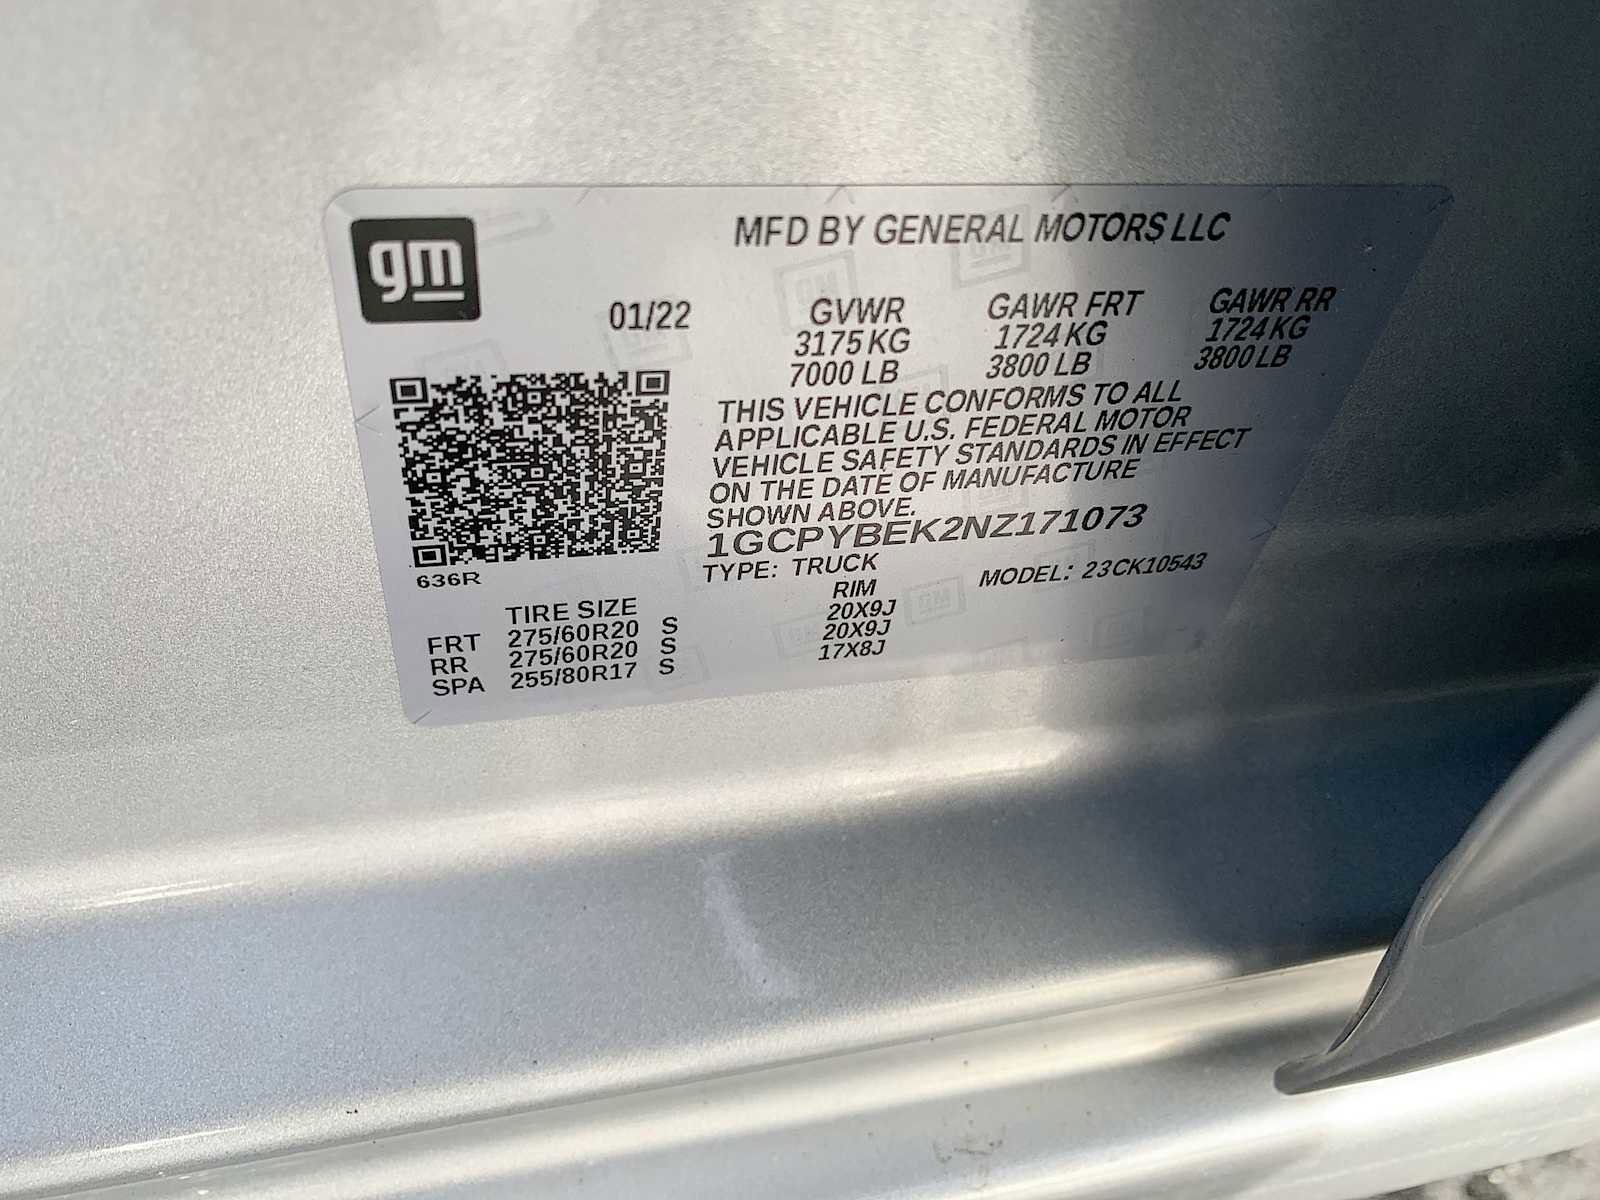 gm
MFD BY GENERAL MOTORS LLC
01/22
GVWR GAWR FRT GAWR RR
3175 KG 1724 KG 1724 KG
7000 LB 3800 LB 3800 LB
THIS VEHICLE CONFORMS TO ALL
APPLICABLE U.S. FEDERAL MOTOR
VEHICLE SAFETY STANDARDS IN EFFECT
ON THE DATE OF MANUFACTURE
SHOWN ABOVE.
1GCPYBEK2NZ171073
TYPE: TRUCK MODEL: 23CK10543
636R
TIRE SIZE RIM
FRT 275/60R20 S 20X9J
RR 275/60R20 S 20X9J
SPA 255/80R17 S 17X8J